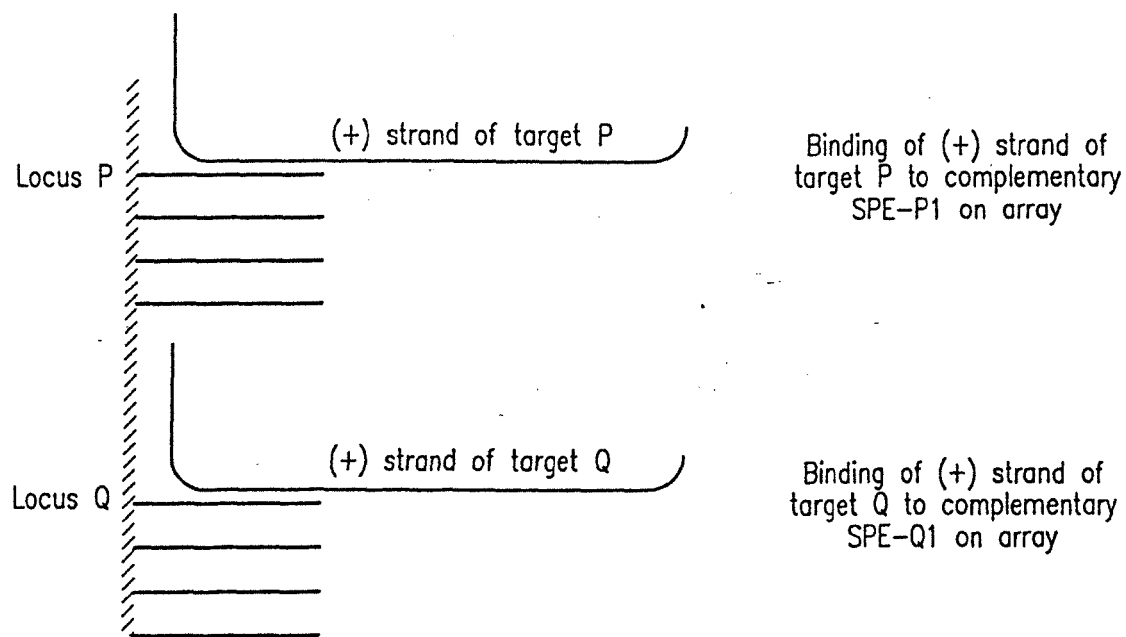 (+) strand of target P
Binding of (+) strand of
target P to complementary
SPE-P1 on array
Locus P
(+) strand of target Q
Binding of (+) strand of
target Q to complementary
SPE-Q1 on array
Locus Q